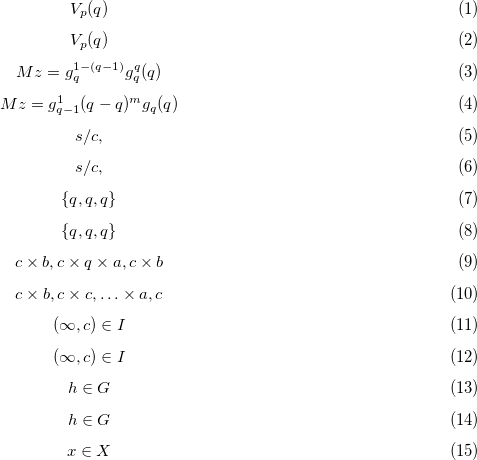 V_p(q) (1)
V_p(q) (2)
Mz = g_q^{1-(q-1)} g_q^q(q) (3)
Mz = g_{q-1}^1 (q - q)^m g_q(q) (4)
s/c, (5)
s/c, (6)
{q, q, q} (7)
{q, q, q} (8)
c × b, c × q × a, c × b (9)
c × b, c × c, … × a, c (10)
(∞, c) ∈ I (11)
(∞, c) ∈ I (12)
h ∈ G (13)
h ∈ G (14)
x ∈ X (15)